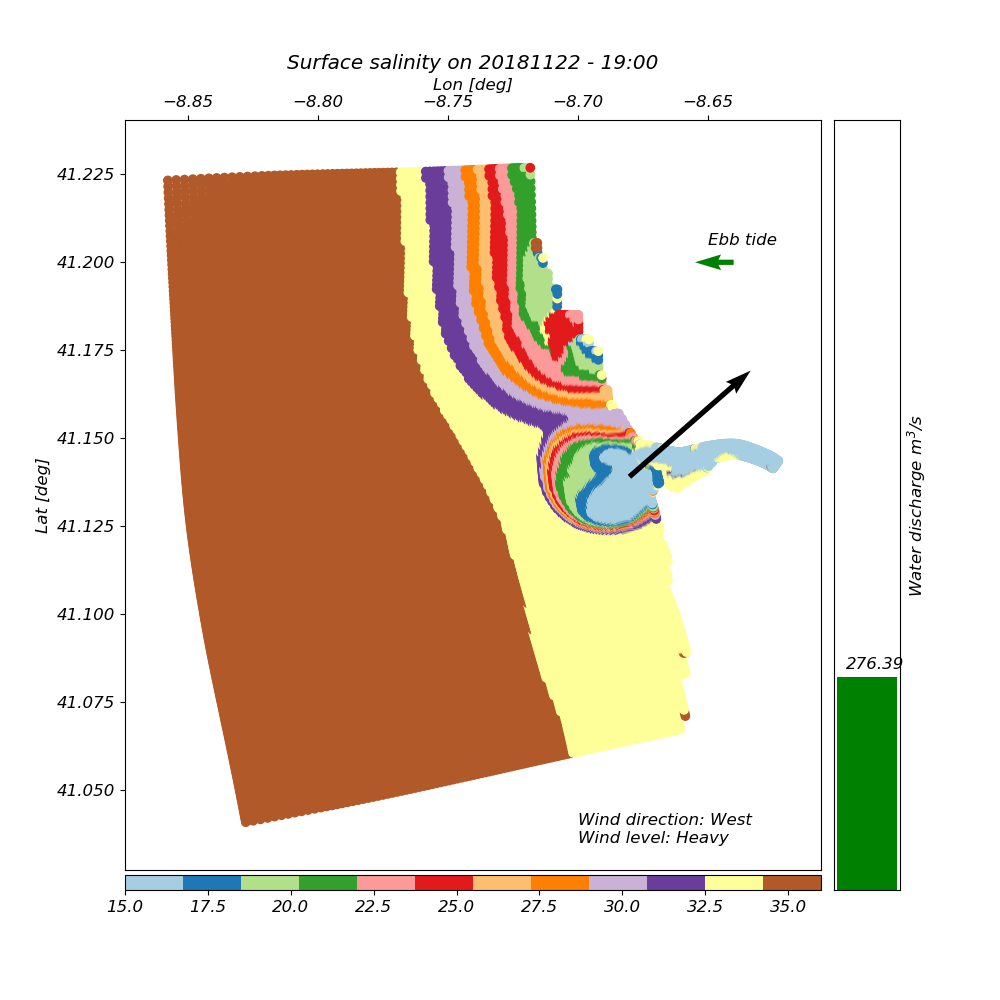 Surface salinity on 20181122 - 19:00
Lon [deg]
−8.85 −8.80 −8.75 −8.70 −8.65
41.225
41.200
41.175
41.150
41.125
41.100
41.075
41.050
Lat [deg]
Ebb tide
Wind direction: West
Wind level: Heavy
15.0 17.5 20.0 22.5 25.0 27.5 30.0 32.5 35.0
276.39
Water discharge m³/s